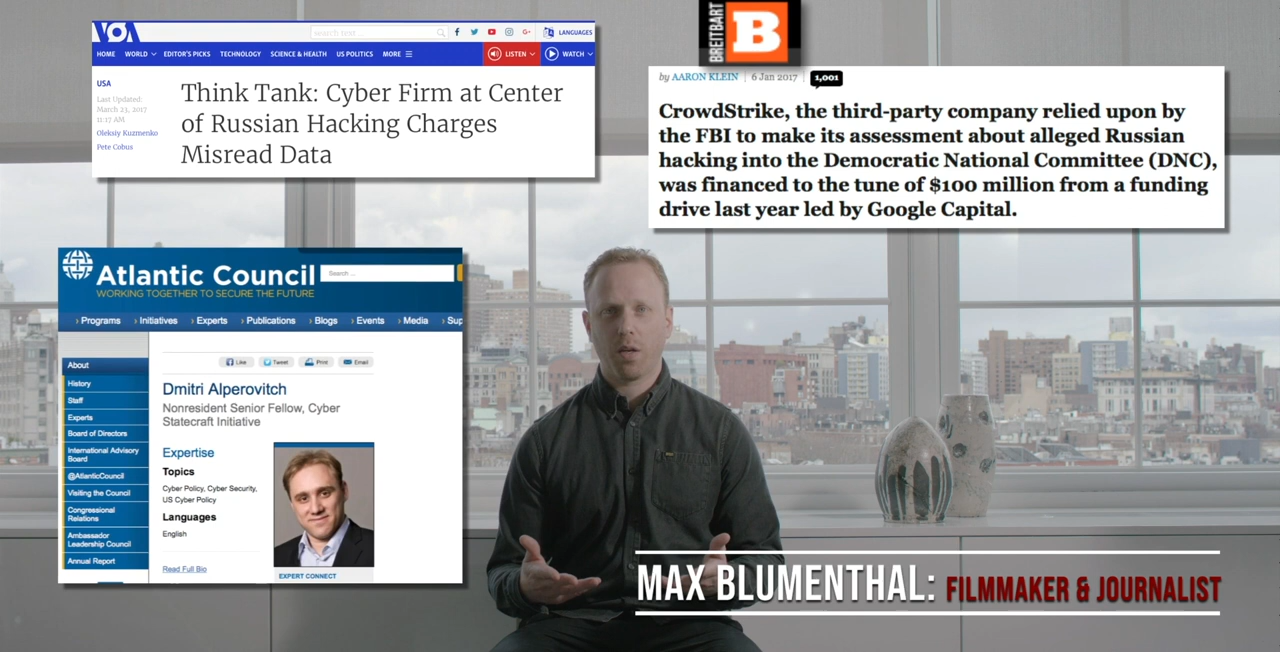 VOA
search text
LANGUAGES
HOME WORLD EDITOR'S PICKS TECHNOLOGY SCIENCE & HEALTH US POLITICS MORE LISTEN WATCH
USA
Last Updated:
March 23, 2017
11:17 AM
Oleksiy Kuzmenko
Pete Cobus
Think Tank: Cyber Firm at Center
of Russian Hacking Charges
Misread Data
BREITBART
B
by AARON KLEIN | 6 Jan 2017 | 1,001
CrowdStrike, the third-party company relied upon by
the FBI to make its assessment about alleged Russian
hacking into the Democratic National Committee (DNC),
was financed to the tune of $100 million from a funding
drive last year led by Google Capital.
Atlantic Council
WORKING TOGETHER TO SECURE THE FUTURE
Search ...
Programs Initiatives Experts Publications Blogs Events Media Sup
Like Tweet Print Email
About
History
Staff
Experts
Board of Directors
International Advisory
Board
@AtlanticCouncil
Visiting the Council
Congressional
Relations
Ambassador
Leadership Council
Annual Report
Dmitri Alperovitch
Nonresident Senior Fellow, Cyber
Statecraft Initiative
Expertise
Topics
Cyber Policy, Cyber Security,
US Cyber Policy
Languages
English
Read Full Bio
EXPERT CONNECT
MAX BLUMENTHAL: FILMMAKER & JOURNALIST